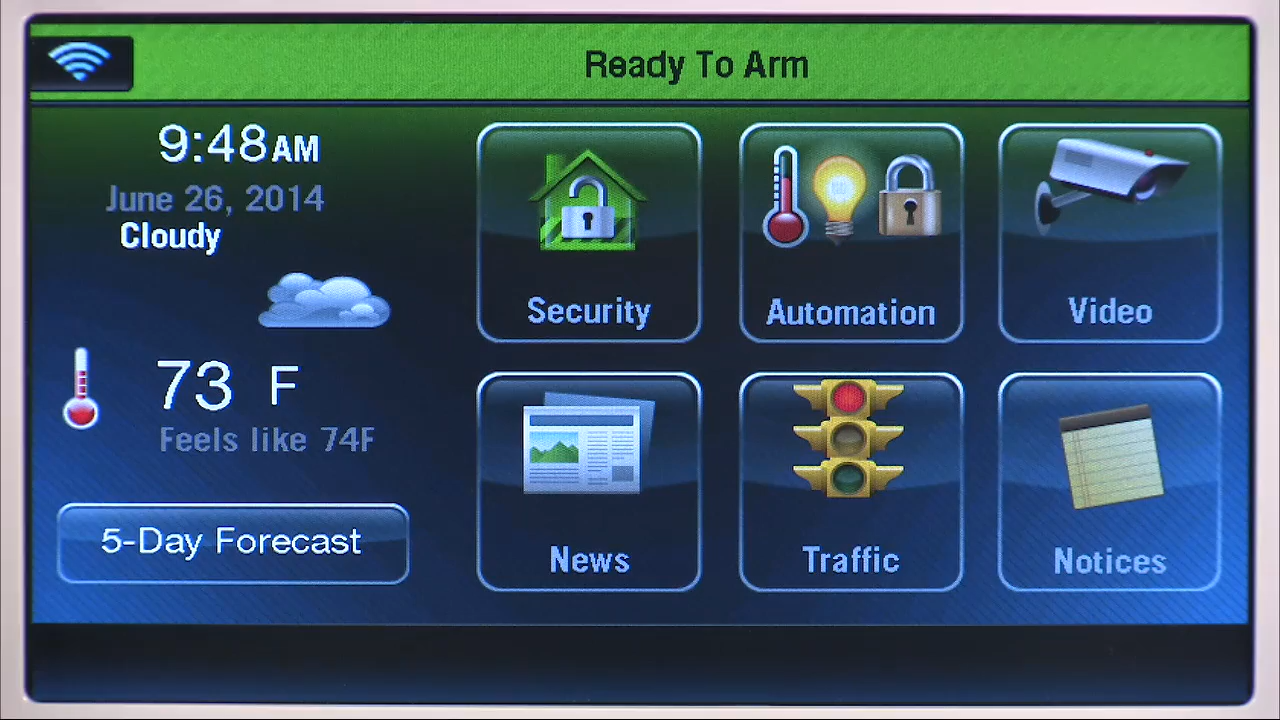 Ready To Arm
9:48AM
June 26, 2014
Cloudy
73 F
Feels like 74F
5-Day Forecast
Security
Automation
Video
News
Traffic
Notices